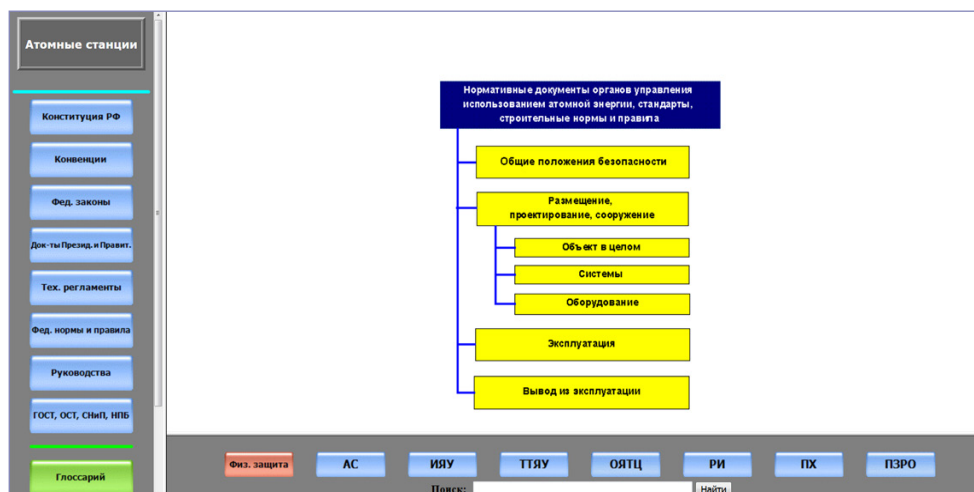 Атомные станции
Конституция РФ
Конвенции
Фед. законы
Док-ты Презид. и Правит.
Тех. регламенты
Фед. нормы и правила
Руководства
ГОСТ, ОСТ, СНиП, НПБ
Глоссарий
Нормативные документы органов управления
использованием атомной энергии, стандарты,
строительные нормы и правила
Общие положения безопасности
Размещение,
проектирование, сооружение
Объект в целом
Системы
Оборудование
Эксплуатация
Вывод из эксплуатации
Физ. защита
АС
ИЯУ
ТТЯУ
ОЯТЦ
РИ
ПХ
ПЗРО
Поиск:
Найти